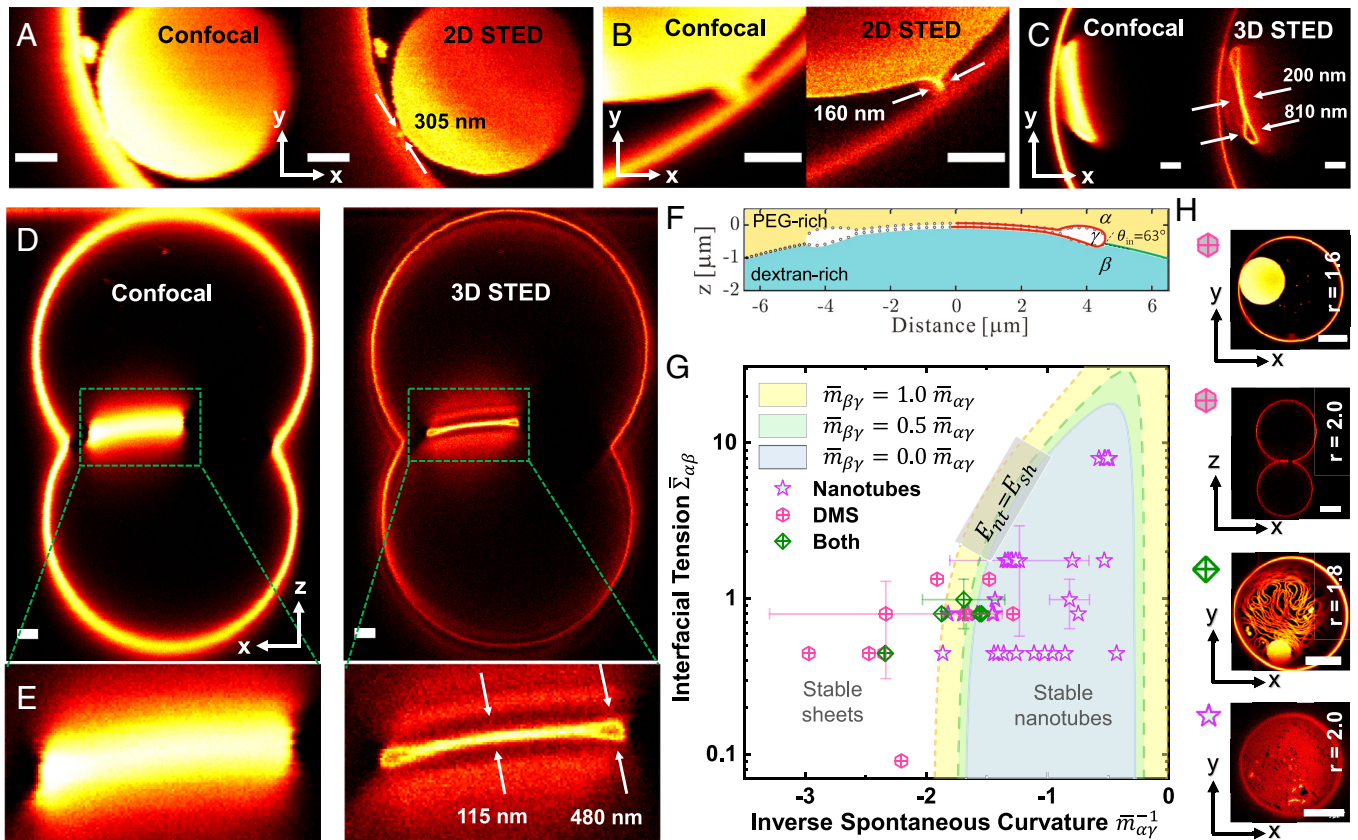 A
Confocal
2D STED
305 nm
y
x
B
Confocal
2D STED
160 nm
y
x
C
Confocal
3D STED
200 nm
810 nm
y
x
D
Confocal
3D STED
z
x
E
115 nm
480 nm
F
PEG-rich
α
γ
θin=63°
β
dextran-rich
z [μm]
0
-1
-2
-6
-4
-2
0
2
4
6
Distance [μm]
G
m̄βγ = 1.0 m̄αγ
m̄βγ = 0.5 m̄αγ
m̄βγ = 0.0 m̄αγ
Nanotubes
DMS
Both
Ent=Esh
Stable
sheets
Stable
nanotubes
Interfacial Tension Σ̄αβ
10
1
0.1
-3
-2
-1
0
Inverse Spontaneous Curvature m̄αγ⁻¹
H
y
x
r = 1.6
z
x
r = 2.0
y
x
r = 1.8
y
x
r = 2.0